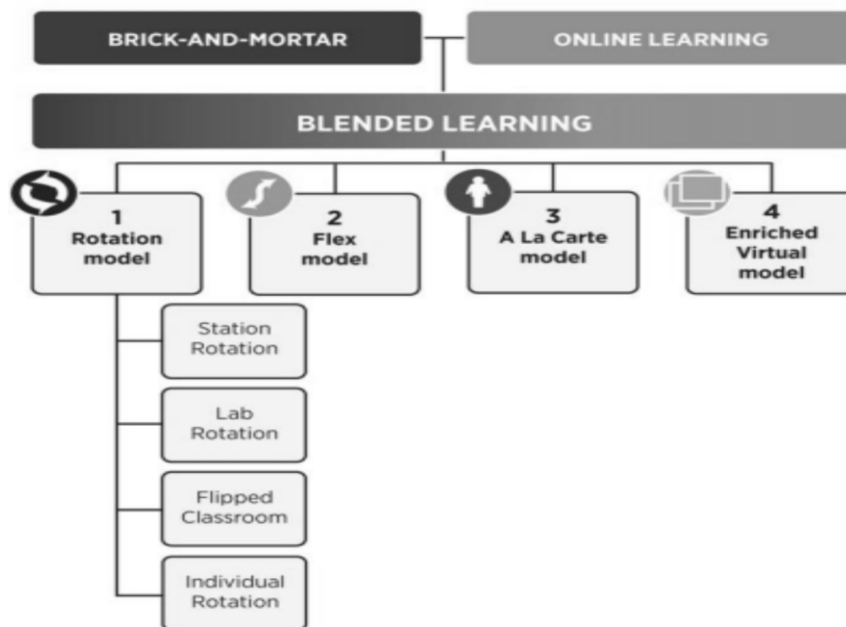 BRICK-AND-MORTAR
ONLINE LEARNING
BLENDED LEARNING
1
Rotation
model
2
Flex
model
3
A La Carte
model
4
Enriched
Virtual
model
Station
Rotation
Lab
Rotation
Flipped
Classroom
Individual
Rotation